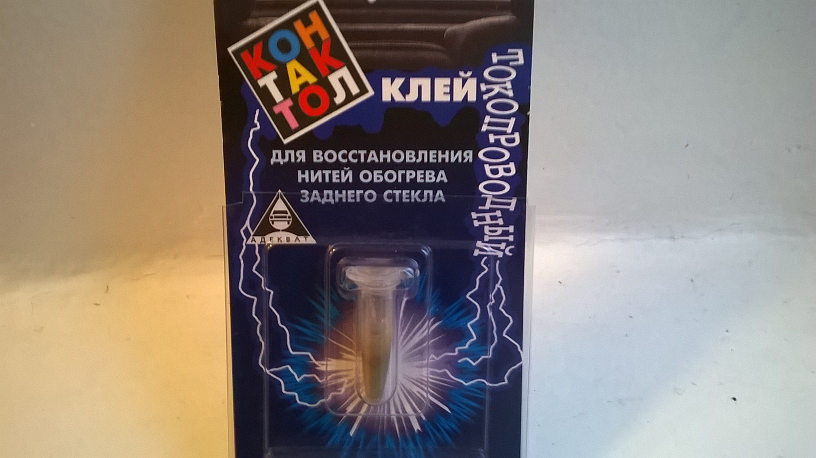 КОН
ТАК
ТОЛ
КЛЕЙ
ТОКОПРОВОДНЫЙ
ДЛЯ ВОССТАНОВЛЕНИЯ
НИТЕЙ ОБОГРЕВА
ЗАДНЕГО СТЕКЛА
АДЕКВАТ